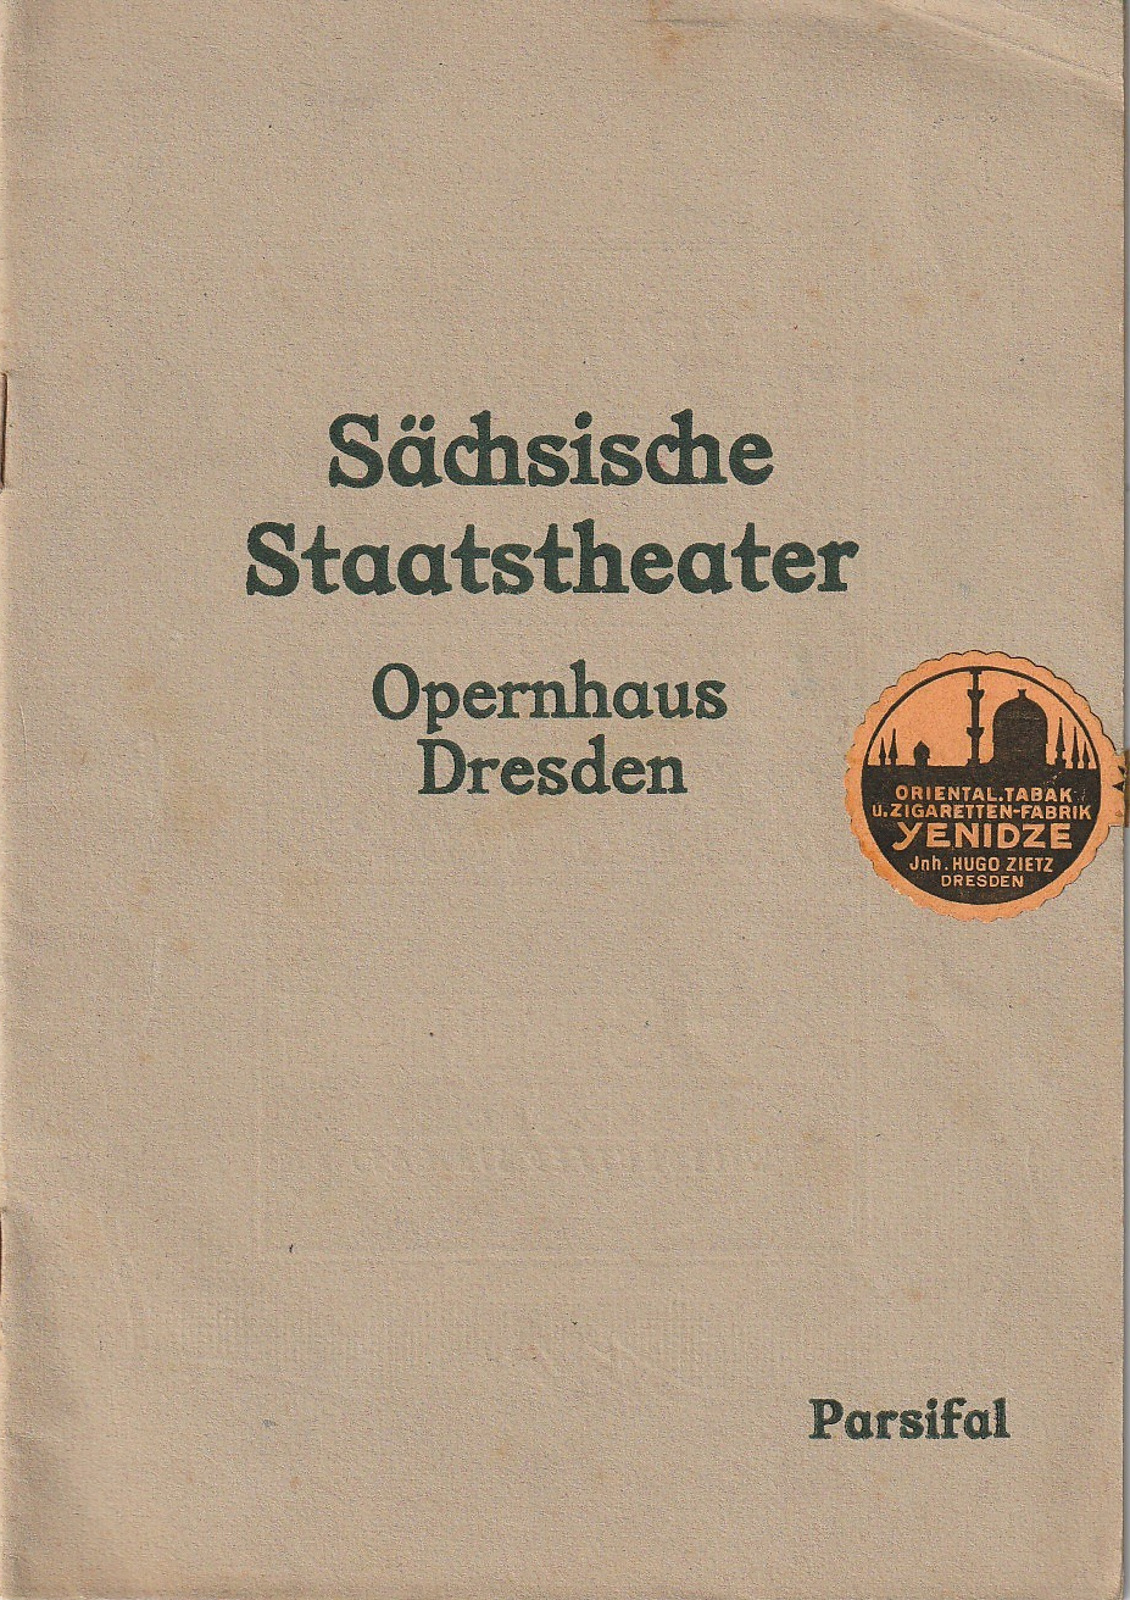 Sächsische
Staatstheater
Opernhaus
Dresden
ORIENTAL.TABAK
u.ZIGARETTEN-FABRIK
YENIDZE
Jnh. HUGO ZIETZ
DRESDEN
Parsifal